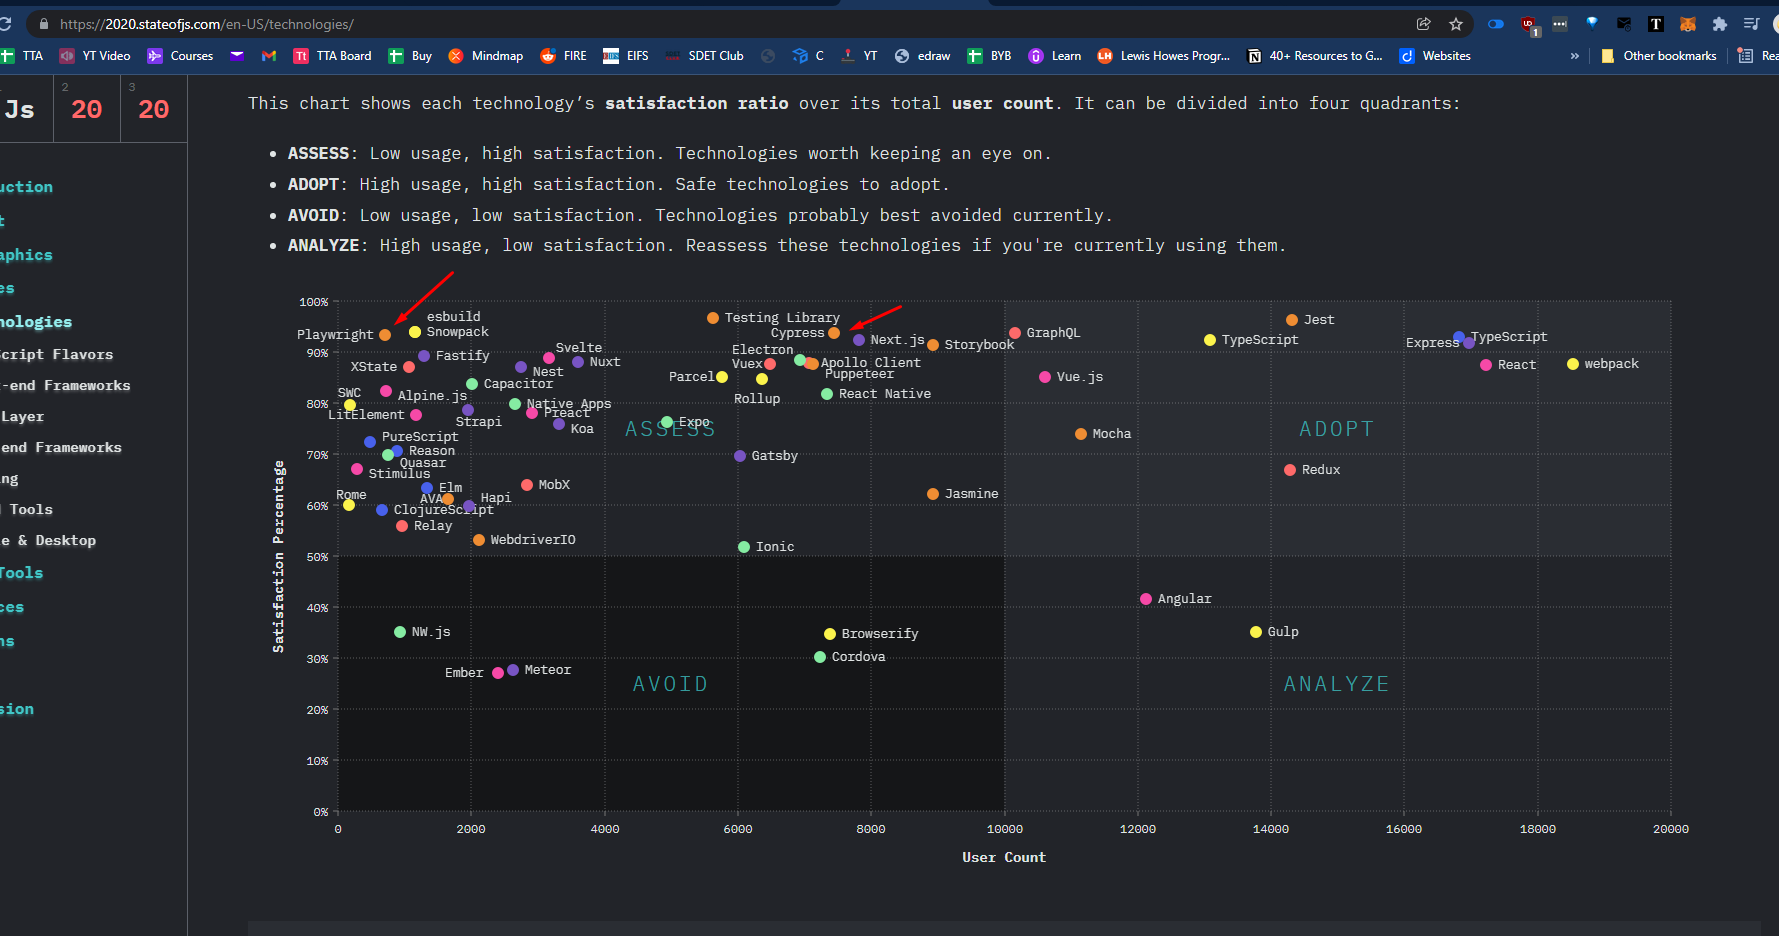 https://2020.stateofjs.com/en-US/technologies/
TTA YT Video Courses TTA Board Buy Mindmap FIRE EIFS SDET Club C YT edraw BYB Learn Lewis Howes Progr... 40+ Resources to G... Websites » Other bookmarks Rea
Js
2
20
3
20
uction
t
aphics
es
nologies
Script Flavors
t-end Frameworks
Layer
end Frameworks
ng
Tools
e & Desktop
Tools
ces
ns
sion
This chart shows each technology’s satisfaction ratio over its total user count. It can be divided into four quadrants:
• ASSESS: Low usage, high satisfaction. Technologies worth keeping an eye on.
• ADOPT: High usage, high satisfaction. Safe technologies to adopt.
• AVOID: Low usage, low satisfaction. Technologies probably best avoided currently.
• ANALYZE: High usage, low satisfaction. Reassess these technologies if you're currently using them.
100%
90%
80%
70%
60%
50%
40%
30%
20%
10%
0%
Satisfaction Percentage
esbuild
Playwright
Snowpack
Testing Library
Cypress
Next.js
Storybook
GraphQL
TypeScript
Jest
Express
TypeScript
Fastify
Svelte
Electron
XState
Nest
Nuxt
Vuex
Apollo Client
React
webpack
Puppeteer
Parcel
Vue.js
Capacitor
SWC
Alpine.js
Rollup
React Native
LitElement
Native Apps
Preact
Strapi
Koa
Expo
ASSESS
ADOPT
Mocha
PureScript
Reason
Quasar
Gatsby
Stimulus
Redux
MobX
Elm
Rome
AVA
Hapi
Jasmine
ClojureScript
Relay
WebdriverIO
Ionic
Angular
NW.js
Browserify
Gulp
Cordova
Ember
Meteor
AVOID
ANALYZE
0 2000 4000 6000 8000 10000 12000 14000 16000 18000 20000
User Count